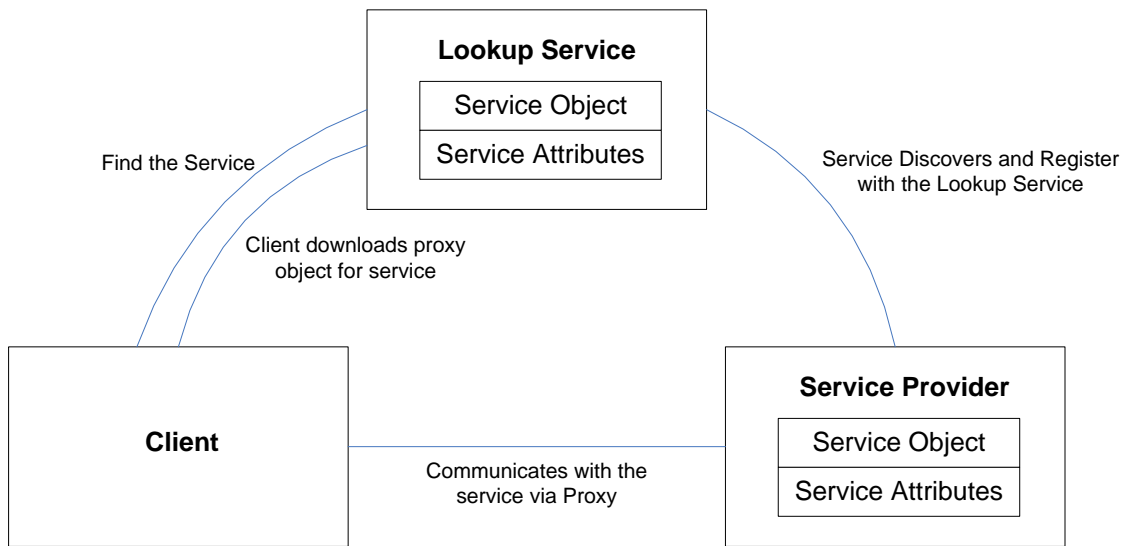 Lookup Service
Service Object
Service Attributes
Find the Service
Service Discovers and Register
with the Lookup Service
Client downloads proxy
object for service
Client
Communicates with the
service via Proxy
Service Provider
Service Object
Service Attributes